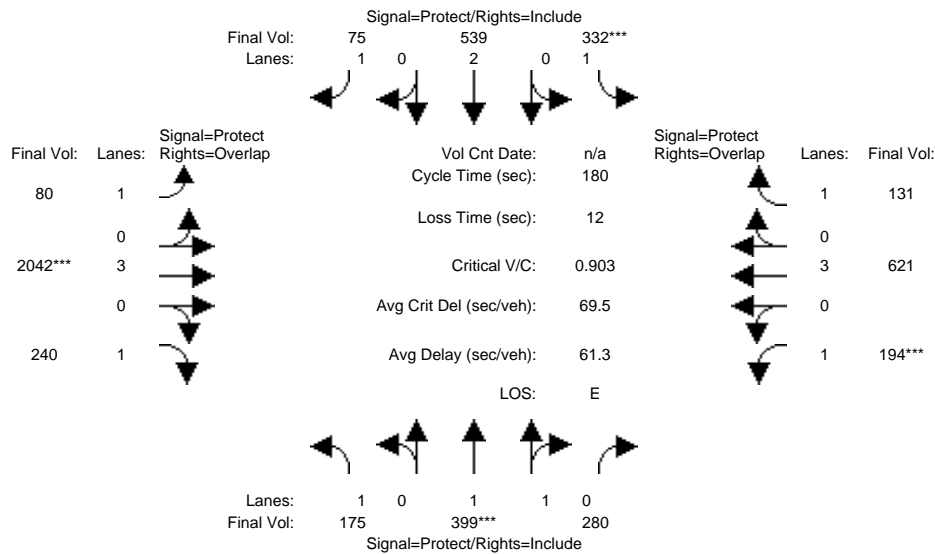 Signal=Protect/Rights=Include
Final Vol: 75 539 332***
Lanes: 1 0 2 0 1
Signal=Protect
Rights=Overlap
Signal=Protect
Rights=Overlap
Final Vol: Lanes:
Vol Cnt Date: n/a
Lanes: Final Vol:
Cycle Time (sec): 180
80 1
1 131
Loss Time (sec): 12
0
0
2042*** 3
Critical V/C: 0.903
3 621
0
Avg Crit Del (sec/veh): 69.5
0
240 1
Avg Delay (sec/veh): 61.3
1 194***
LOS: E
Lanes: 1 0 1 1 0
Final Vol: 175 399*** 280
Signal=Protect/Rights=Include